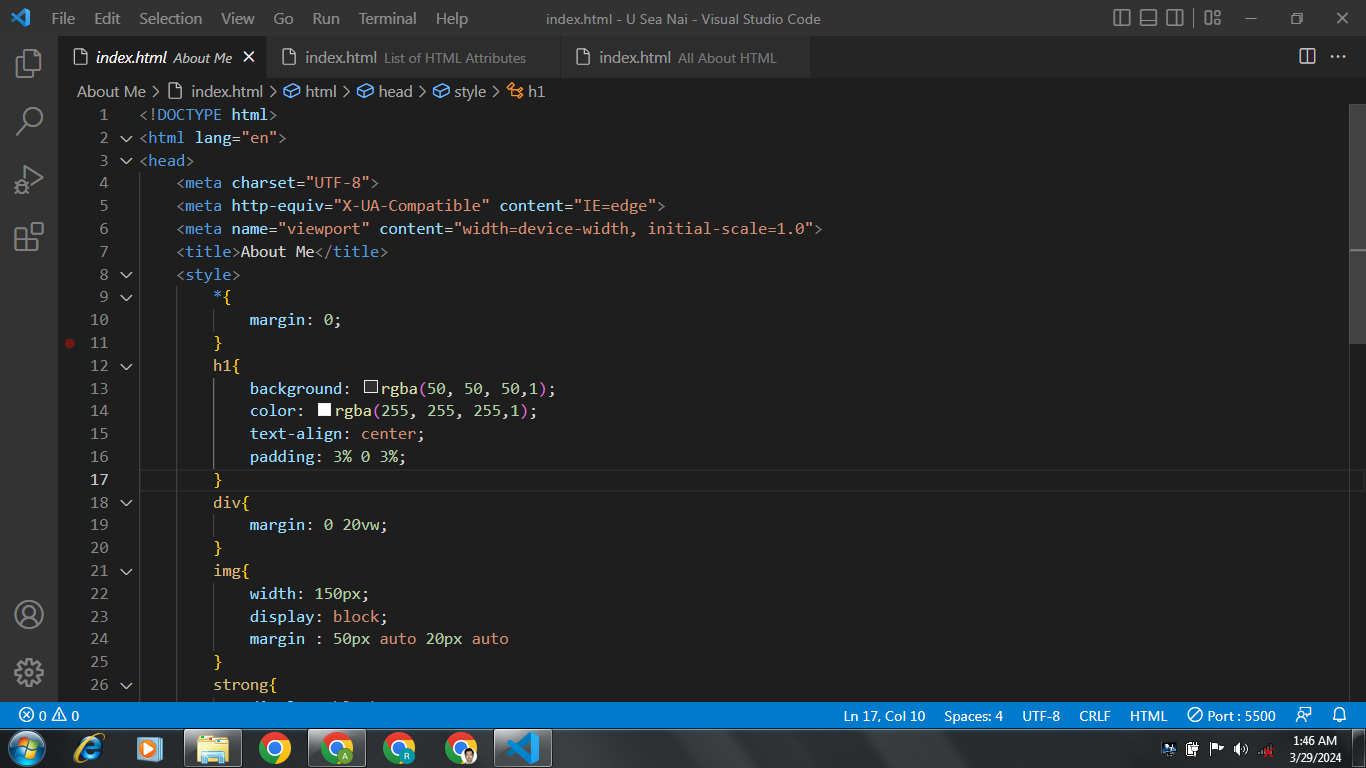 File Edit Selection View Go Run Terminal Help index.html - U Sea Nai - Visual Studio Code
index.html About Me index.html List of HTML Attributes index.html All About HTML
About Me > index.html > html > head > style > h1
1 <!DOCTYPE html>
2 <html lang="en">
3 <head>
4 <meta charset="UTF-8">
5 <meta http-equiv="X-UA-Compatible" content="IE=edge">
6 <meta name="viewport" content="width=device-width, initial-scale=1.0">
7 <title>About Me</title>
8 <style>
9 *{
10 margin: 0;
11 }
12 h1{
13 background: rgba(50, 50, 50,1);
14 color: rgba(255, 255, 255,1);
15 text-align: center;
16 padding: 3% 0 3%;
17 }
18 div{
19 margin: 0 20vw;
20 }
21 img{
22 width: 150px;
23 display: block;
24 margin : 50px auto 20px auto
25 }
26 strong{
0 0 Ln 17, Col 10 Spaces: 4 UTF-8 CRLF HTML Port : 5500
A R 1:46 AM
3/29/2024